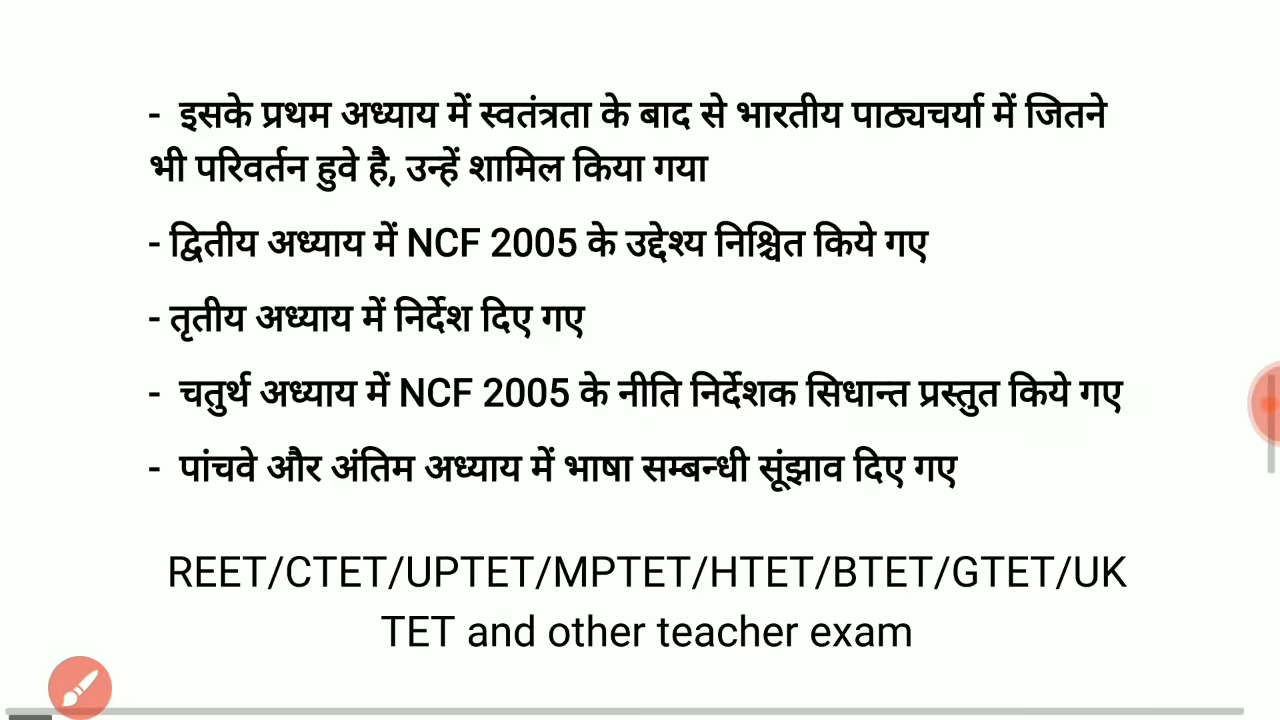 - इसके प्रथम अध्याय में स्वतंत्रता के बाद से भारतीय पाठ्यचर्या में जितने
भी परिवर्तन हुवे है, उन्हें शामिल किया गया
- द्वितीय अध्याय में NCF 2005 के उद्देश्य निश्चित किये गए
- तृतीय अध्याय में निर्देश दिए गए
- चतुर्थ अध्याय में NCF 2005 के नीति निर्देशक सिधान्त प्रस्तुत किये गए
- पांचवे और अंतिम अध्याय में भाषा सम्बन्धी सूंझाव दिए गए
REET/CTET/UPTET/MPTET/HTET/BTET/GTET/UK
TET and other teacher exam